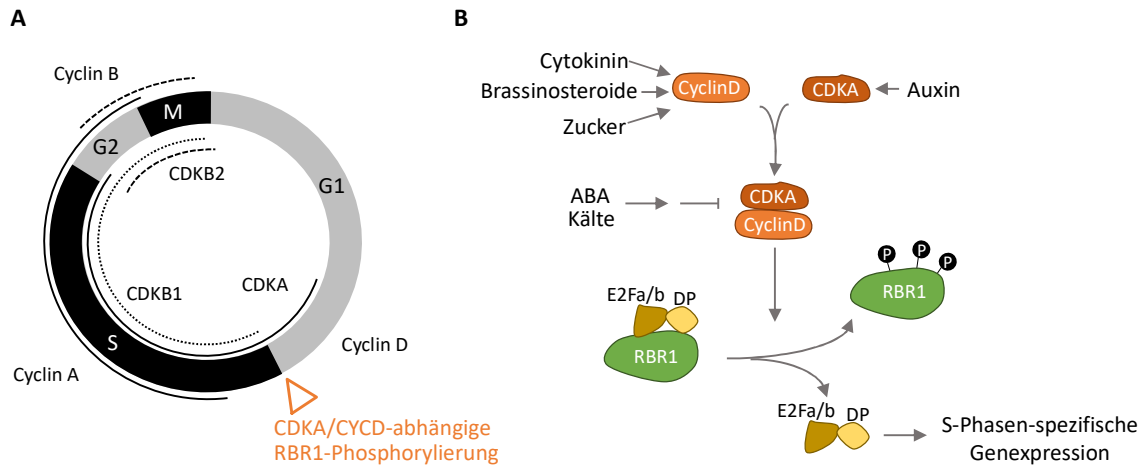 A
Cyclin B
M
G2
CDKB2
G1
CDKB1
CDKA
S
Cyclin A
Cyclin D
CDKA/CYCD-abhängige
RBR1-Phosphorylierung
B
Cytokinin
Brassinosteroide
Zucker
CyclinD
CDKA
Auxin
ABA
Kälte
CDKA
CyclinD
P
P
P
RBR1
E2Fa/b
DP
RBR1
E2Fa/b
DP
S-Phasen-spezifische
Genexpression